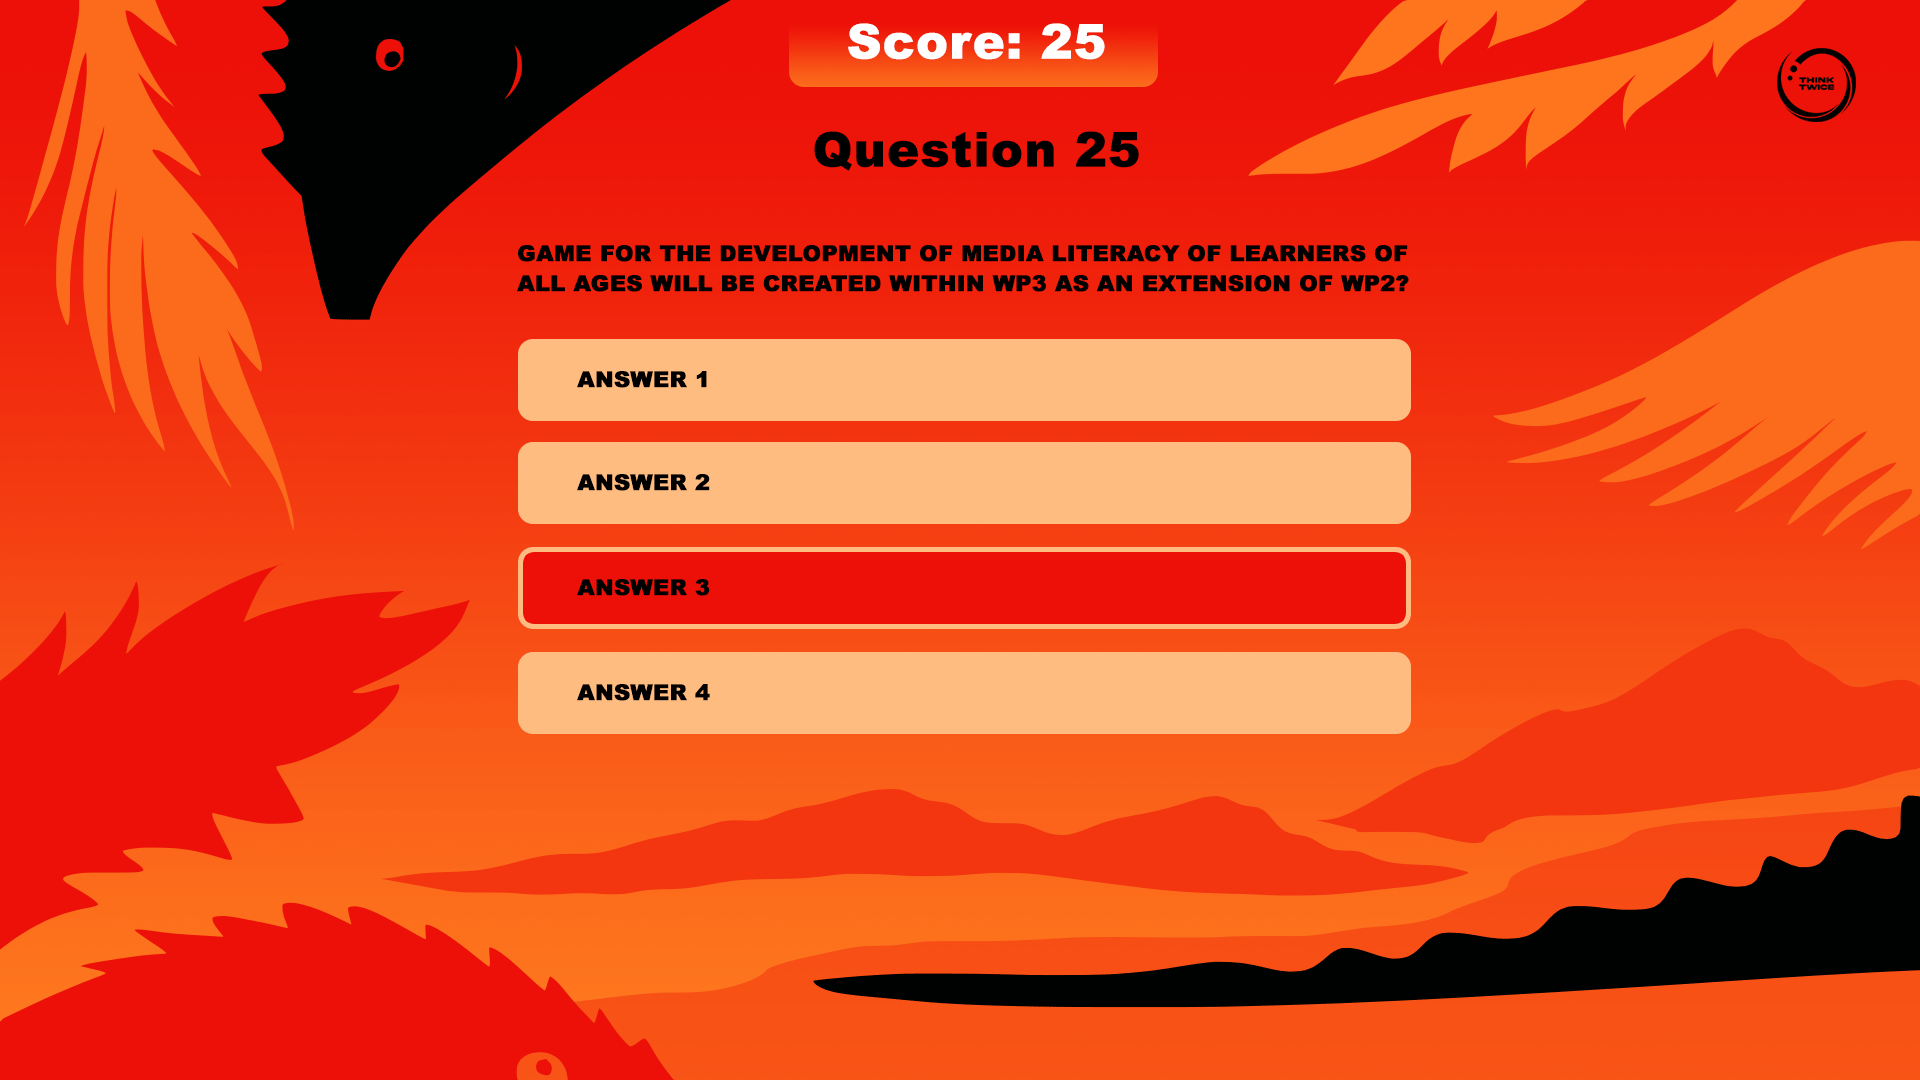 Score: 25
THINK
TWICE
Question 25
GAME FOR THE DEVELOPMENT OF MEDIA LITERACY OF LEARNERS OF
ALL AGES WILL BE CREATED WITHIN WP3 AS AN EXTENSION OF WP2?
ANSWER 1
ANSWER 2
ANSWER 3
ANSWER 4